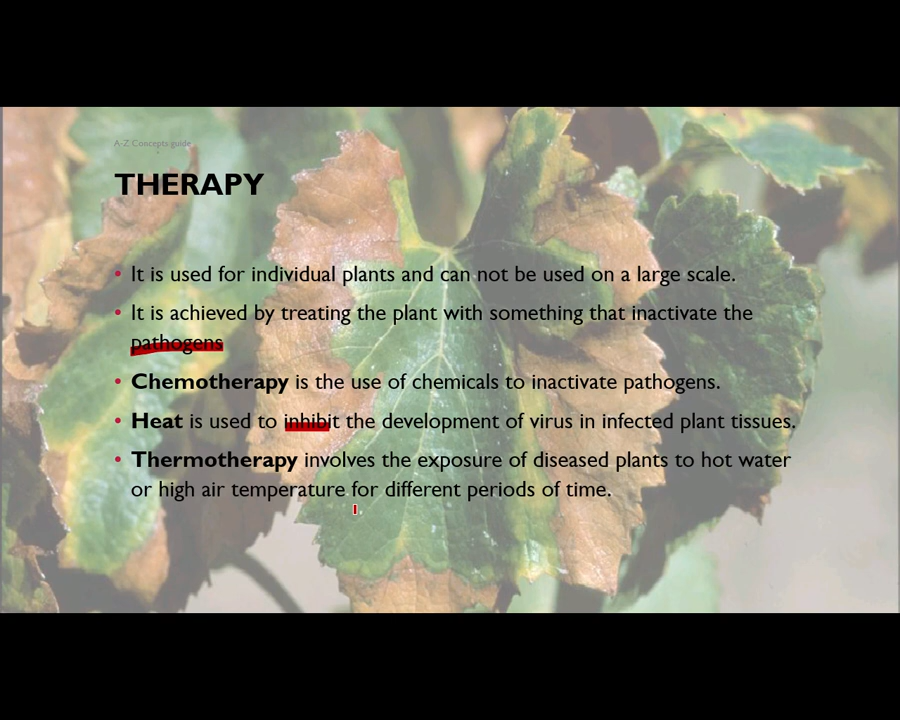 A-Z Concepts guide
THERAPY
• It is used for individual plants and can not be used on a large scale.
• It is achieved by treating the plant with something that inactivate the
pathogens
• Chemotherapy is the use of chemicals to inactivate pathogens.
• Heat is used to inhibit the development of virus in infected plant tissues.
• Thermotherapy involves the exposure of diseased plants to hot water
or high air temperature for different periods of time.